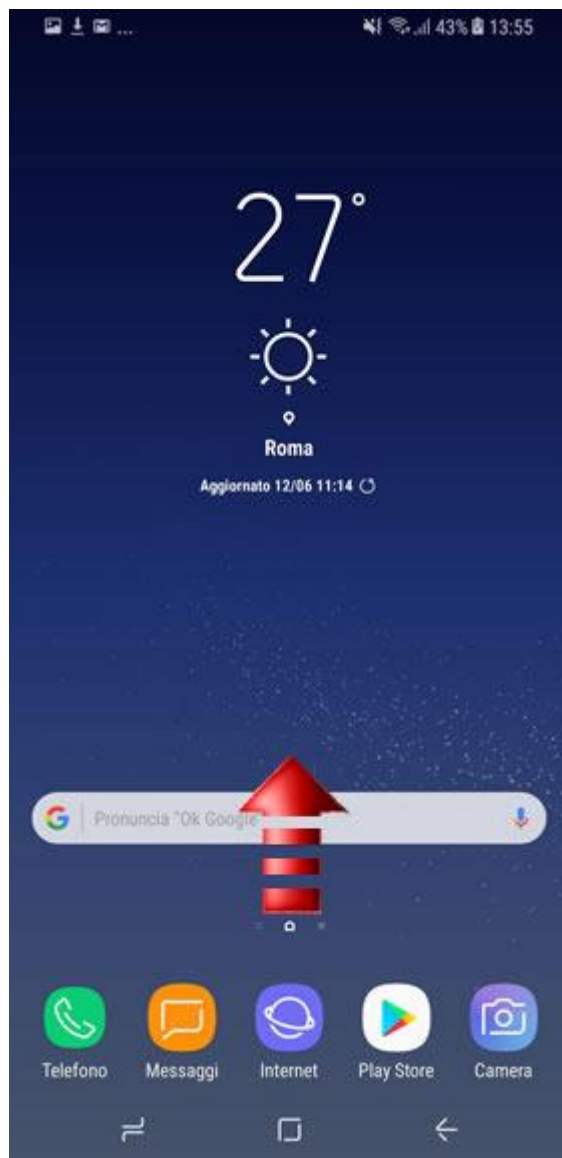 ... 43% 13:55
27°
Roma
Aggiornato 12/06 11:14
Pronuncia "Ok Google
Telefono Messaggi Internet Play Store Camera